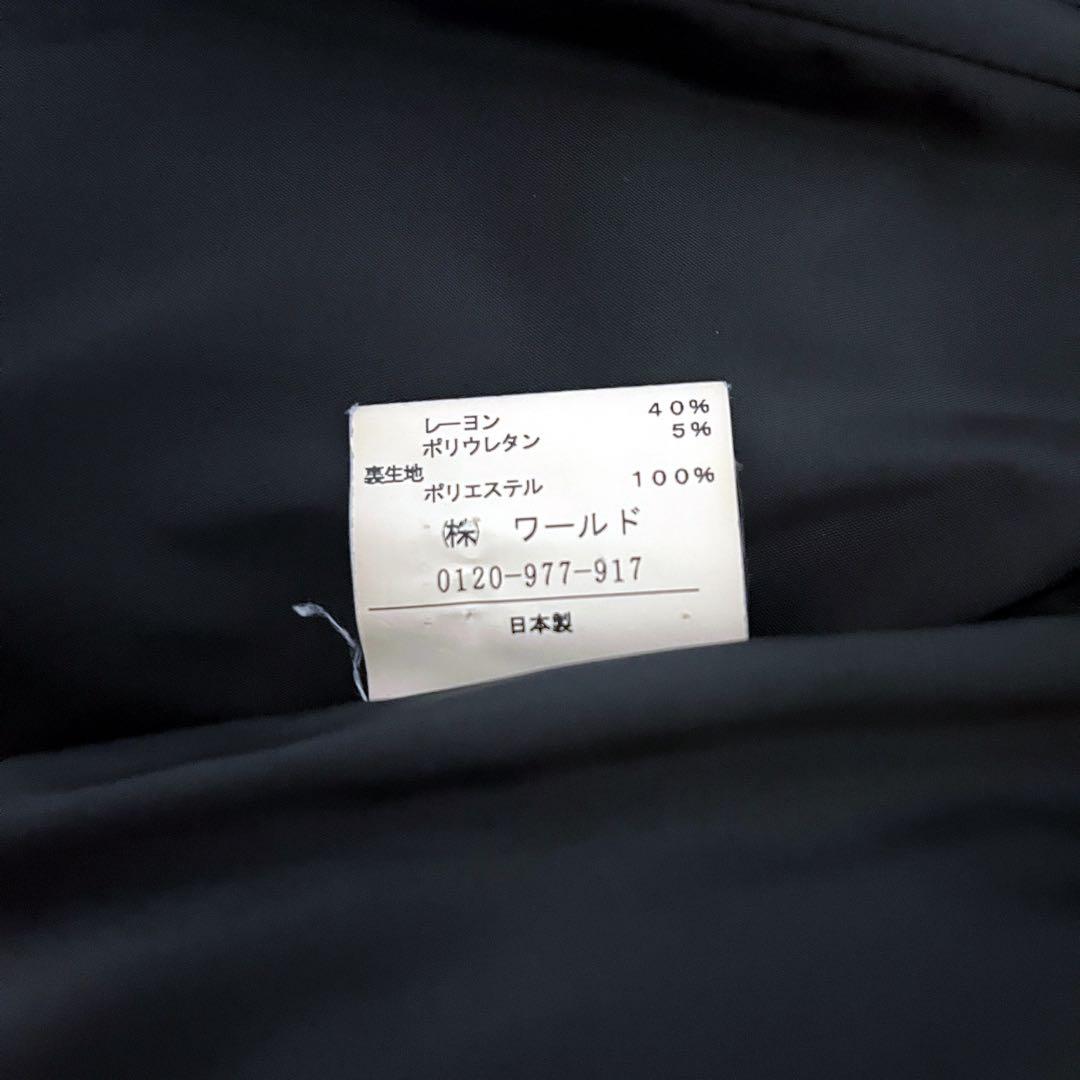 レーヨン 40%
ポリウレタン 5%
裏生地
ポリエステル 100%
㈱ ワールド
0120-977-917
日本製